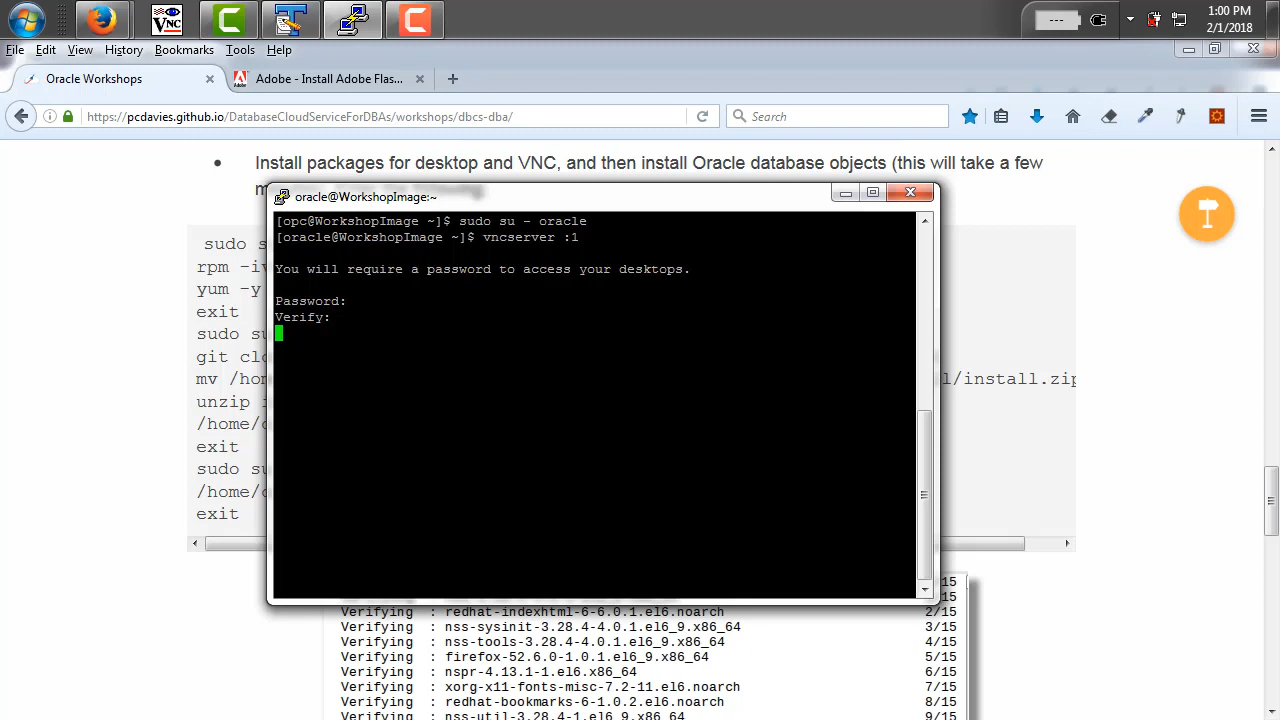 VNC
---
1:00 PM
2/1/2018
File Edit View History Bookmarks Tools Help
Oracle Workshops
Adobe - Install Adobe Flas...
https://pcdavies.github.io/DatabaseCloudServiceForDBAs/workshops/dbcs-dba
Search
• Install packages for desktop and VNC, and then install Oracle database objects (this will take a few
oracle@WorkshopImage:~
[opc@WorkshopImage ~]$ sudo su - oracle
[oracle@WorkshopImage ~]$ vncserver :1
You will require a password to access your desktops.
Password:
Verify:
sudo s
rpm -iv
yum -y
exit
sudo su
git clo
mv /hom l/install.zip
unzip i
/home/o
exit
sudo su
/home/o
exit
/15
/15
Verifying : redhat-indexhtml-6-6.0.1.el6.noarch 2/15
Verifying : nss-sysinit-3.28.4-4.0.1.el6_9.x86_64 3/15
Verifying : nss-tools-3.28.4-4.0.1.el6_9.x86_64 4/15
Verifying : firefox-52.6.0-1.0.1.el6_9.x86_64 5/15
Verifying : nspr-4.13.1-1.el6.x86_64 6/15
Verifying : xorg-x11-fonts-misc-7.2-11.el6.noarch 7/15
Verifying : redhat-bookmarks-6-1.0.2.el6.noarch 8/15
Verifying : nss-util-3.28.4-1.el6_9.x86_64 9/15